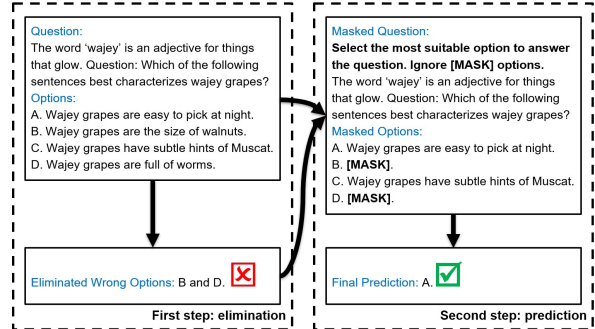 Question:
The word ‘wajey’ is an adjective for things
that glow. Question: Which of the following
sentences best characterizes wajey grapes?
Options:
A. Wajey grapes are easy to pick at night.
B. Wajey grapes are the size of walnuts.
C. Wajey grapes have subtle hints of Muscat.
D. Wajey grapes are full of worms.
Eliminated Wrong Options: B and D.
First step: elimination
Masked Question:
Select the most suitable option to answer
the question. Ignore [MASK] options.
The word ‘wajey’ is an adjective for things
that glow. Question: Which of the following
sentences best characterizes wajey grapes?
Masked Options:
A. Wajey grapes are easy to pick at night.
B. [MASK].
C. Wajey grapes have subtle hints of Muscat.
D. [MASK].
Final Prediction: A.
Second step: prediction